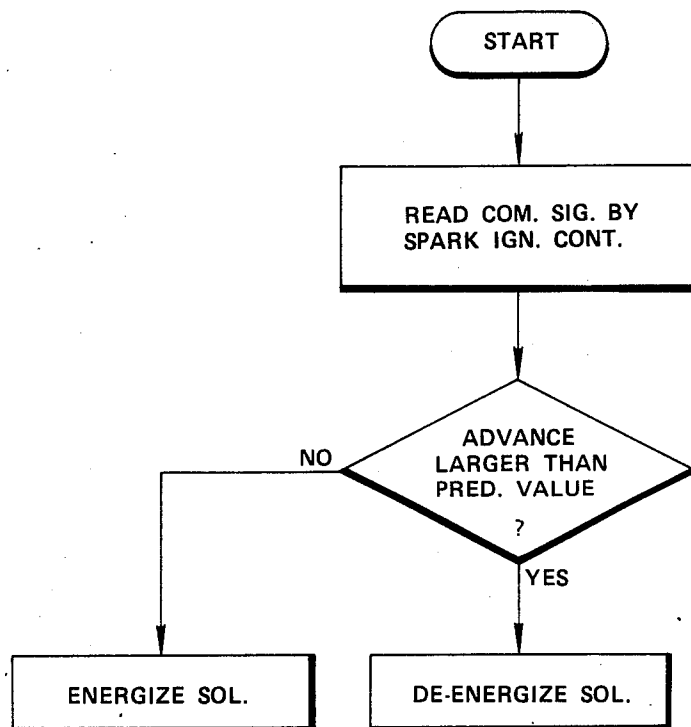 START
READ COM. SIG. BY
SPARK IGN. CONT.
ADVANCE
LARGER THAN
PRED. VALUE
?
NO
YES
ENERGIZE SOL.
DE-ENERGIZE SOL.